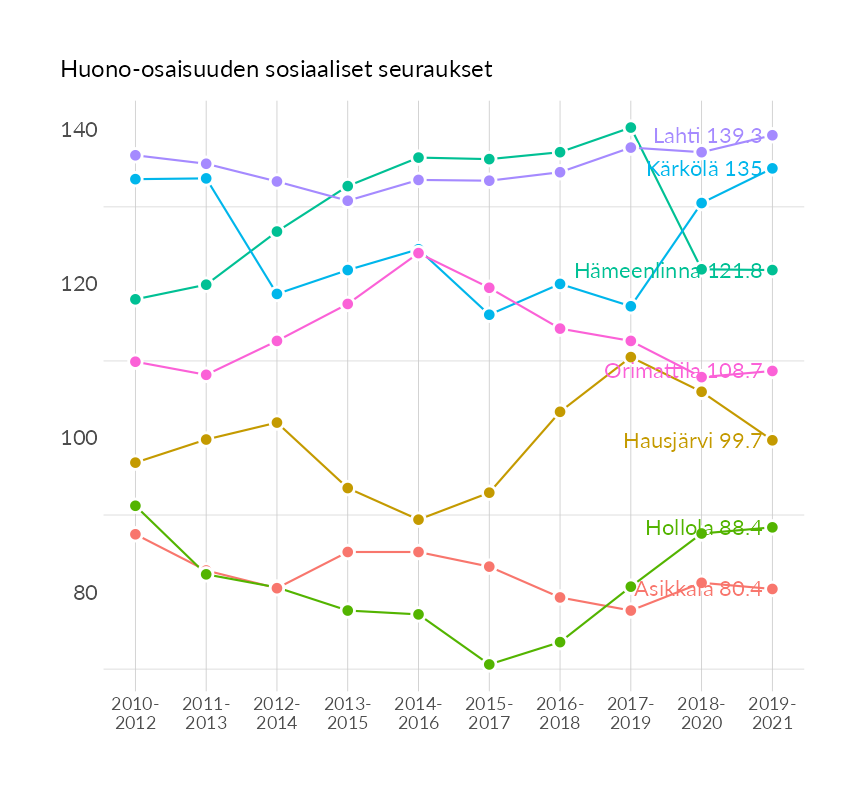 Huono-osaisuuden sosiaaliset seuraukset
140
120
100
80
Lahti 139.3
Kärkölä 135
Hämeenlinna 121.8
Orimattila 108.7
Hausjärvi 99.7
Hollola 88.4
Asikkala 80.4
2010- 2011- 2012- 2013- 2014- 2015- 2016- 2017- 2018- 2019-
2012 2013 2014 2015 2016 2017 2018 2019 2020 2021